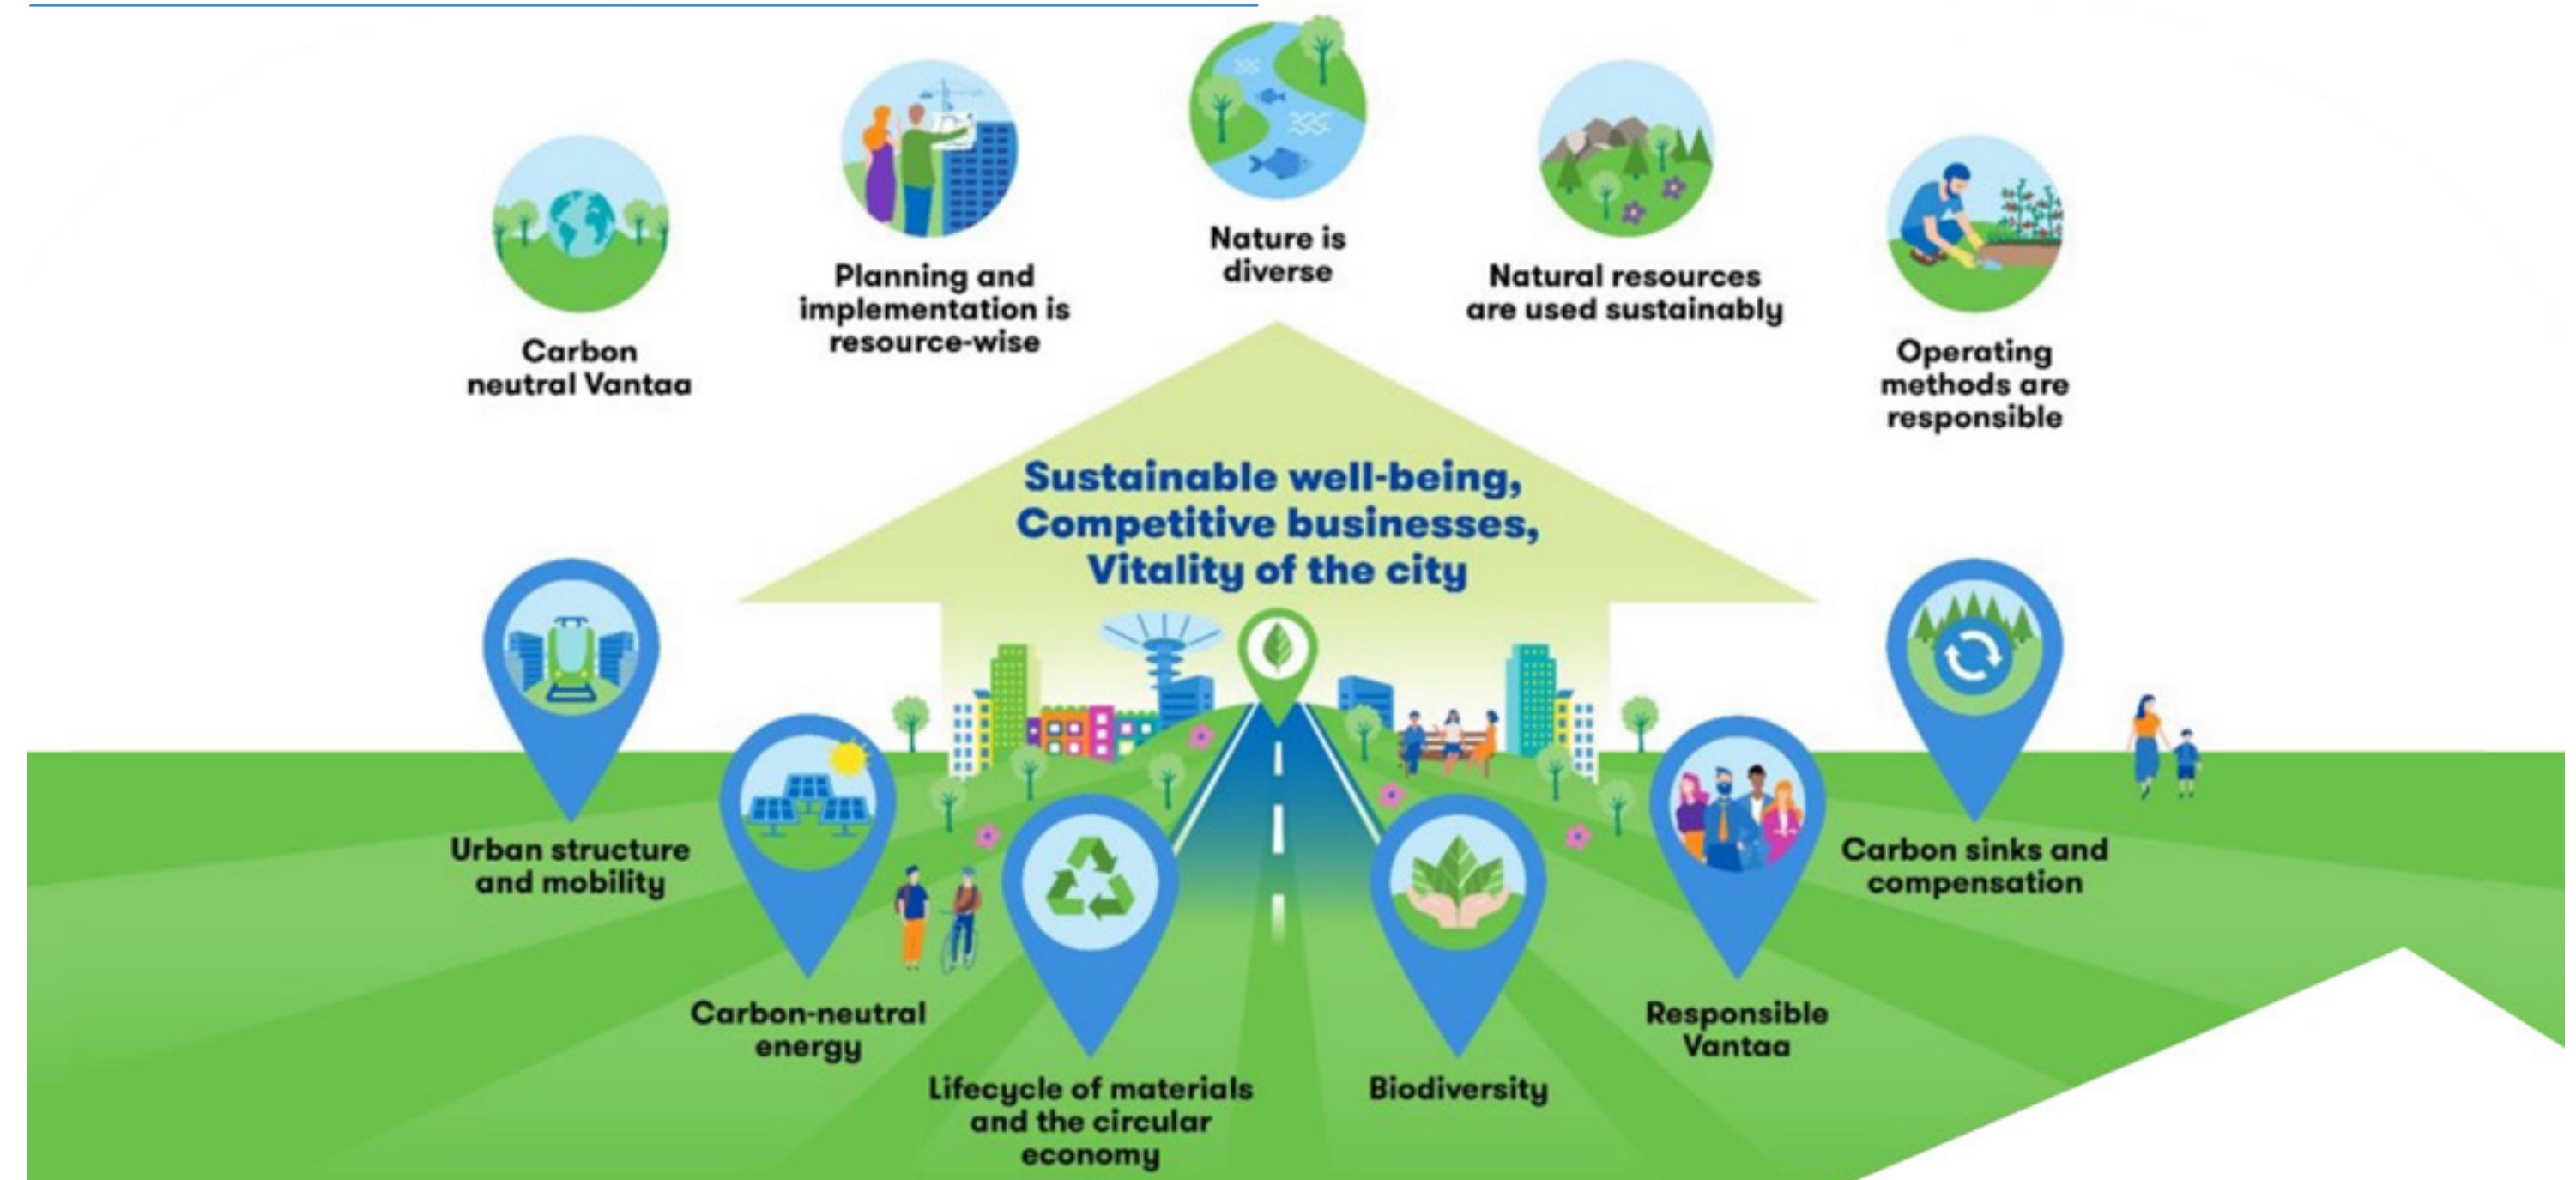 Carbon
neutral Vantaa
Planning and
implementation is
resource-wise
Nature is
diverse
Natural resources
are used sustainably
Operating
methods are
responsible
Sustainable well-being,
Competitive businesses,
Vitality of the city
Urban structure
and mobility
Carbon-neutral
energy
Lifecycle of materials
and the circular
economy
Biodiversity
Responsible
Vantaa
Carbon sinks and
compensation